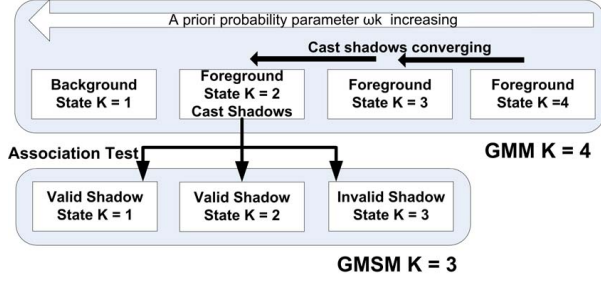 A priori probability parameter ωk increasing
Cast shadows converging
Background
State K = 1
Foreground
State K = 2
Cast Shadows
Foreground
State K = 3
Foreground
State K =4
GMM K = 4
Association Test
Valid Shadow
State K = 1
Valid Shadow
State K = 2
Invalid Shadow
State K = 3
GMSM K = 3